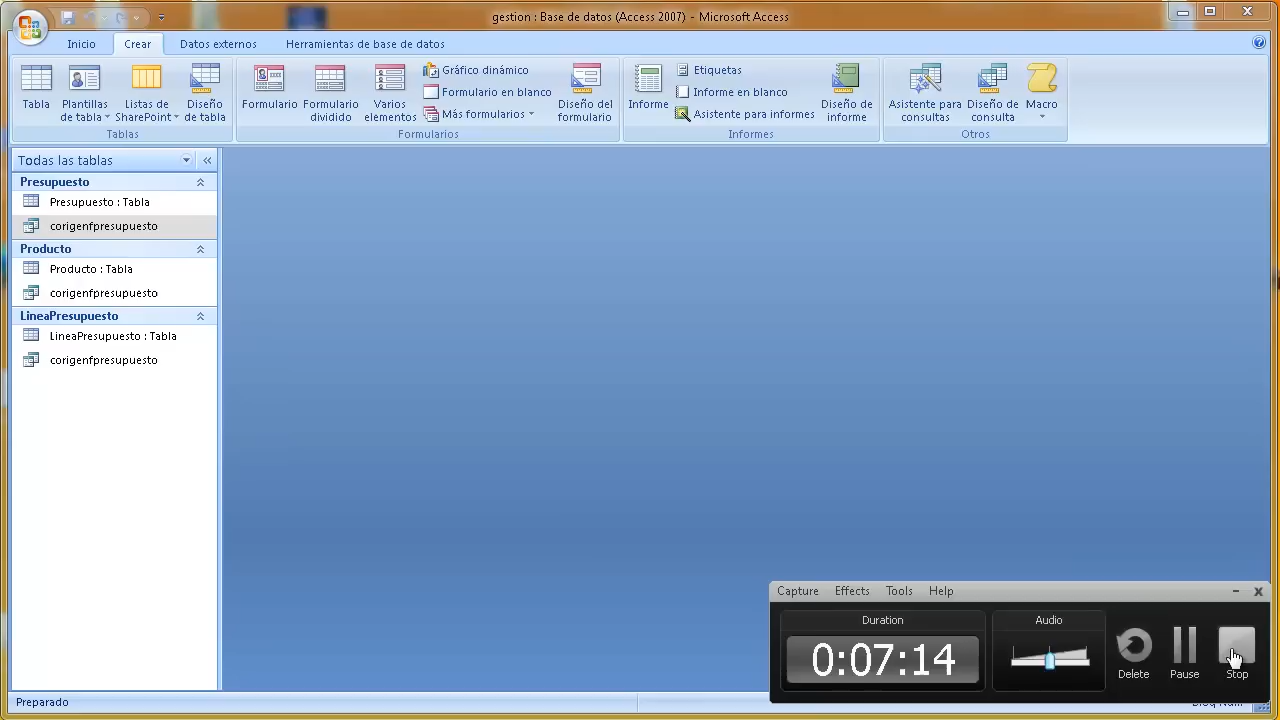 gestion : Base de datos (Access 2007) - Microsoft Access
Inicio Crear Datos externos Herramientas de base de datos
Tabla Plantillas de tabla Listas de SharePoint Diseño de tabla
Tablas
Formulario Formulario dividido Varios elementos
Gráfico dinámico
Formulario en blanco
Más formularios
Diseño del formulario
Formularios
Informe
Etiquetas
Informe en blanco
Asistente para informes
Diseño de informe
Informes
Asistente para consultas Diseño de consulta Macro
Otros
Todas las tablas
Presupuesto
Presupuesto : Tabla
corigenfpresupuesto
Producto
Producto : Tabla
corigenfpresupuesto
LineaPresupuesto
LineaPresupuesto : Tabla
corigenfpresupuesto
Capture Effects Tools Help
Duration
0:07:14
Audio
Delete Pause Stop
Preparado